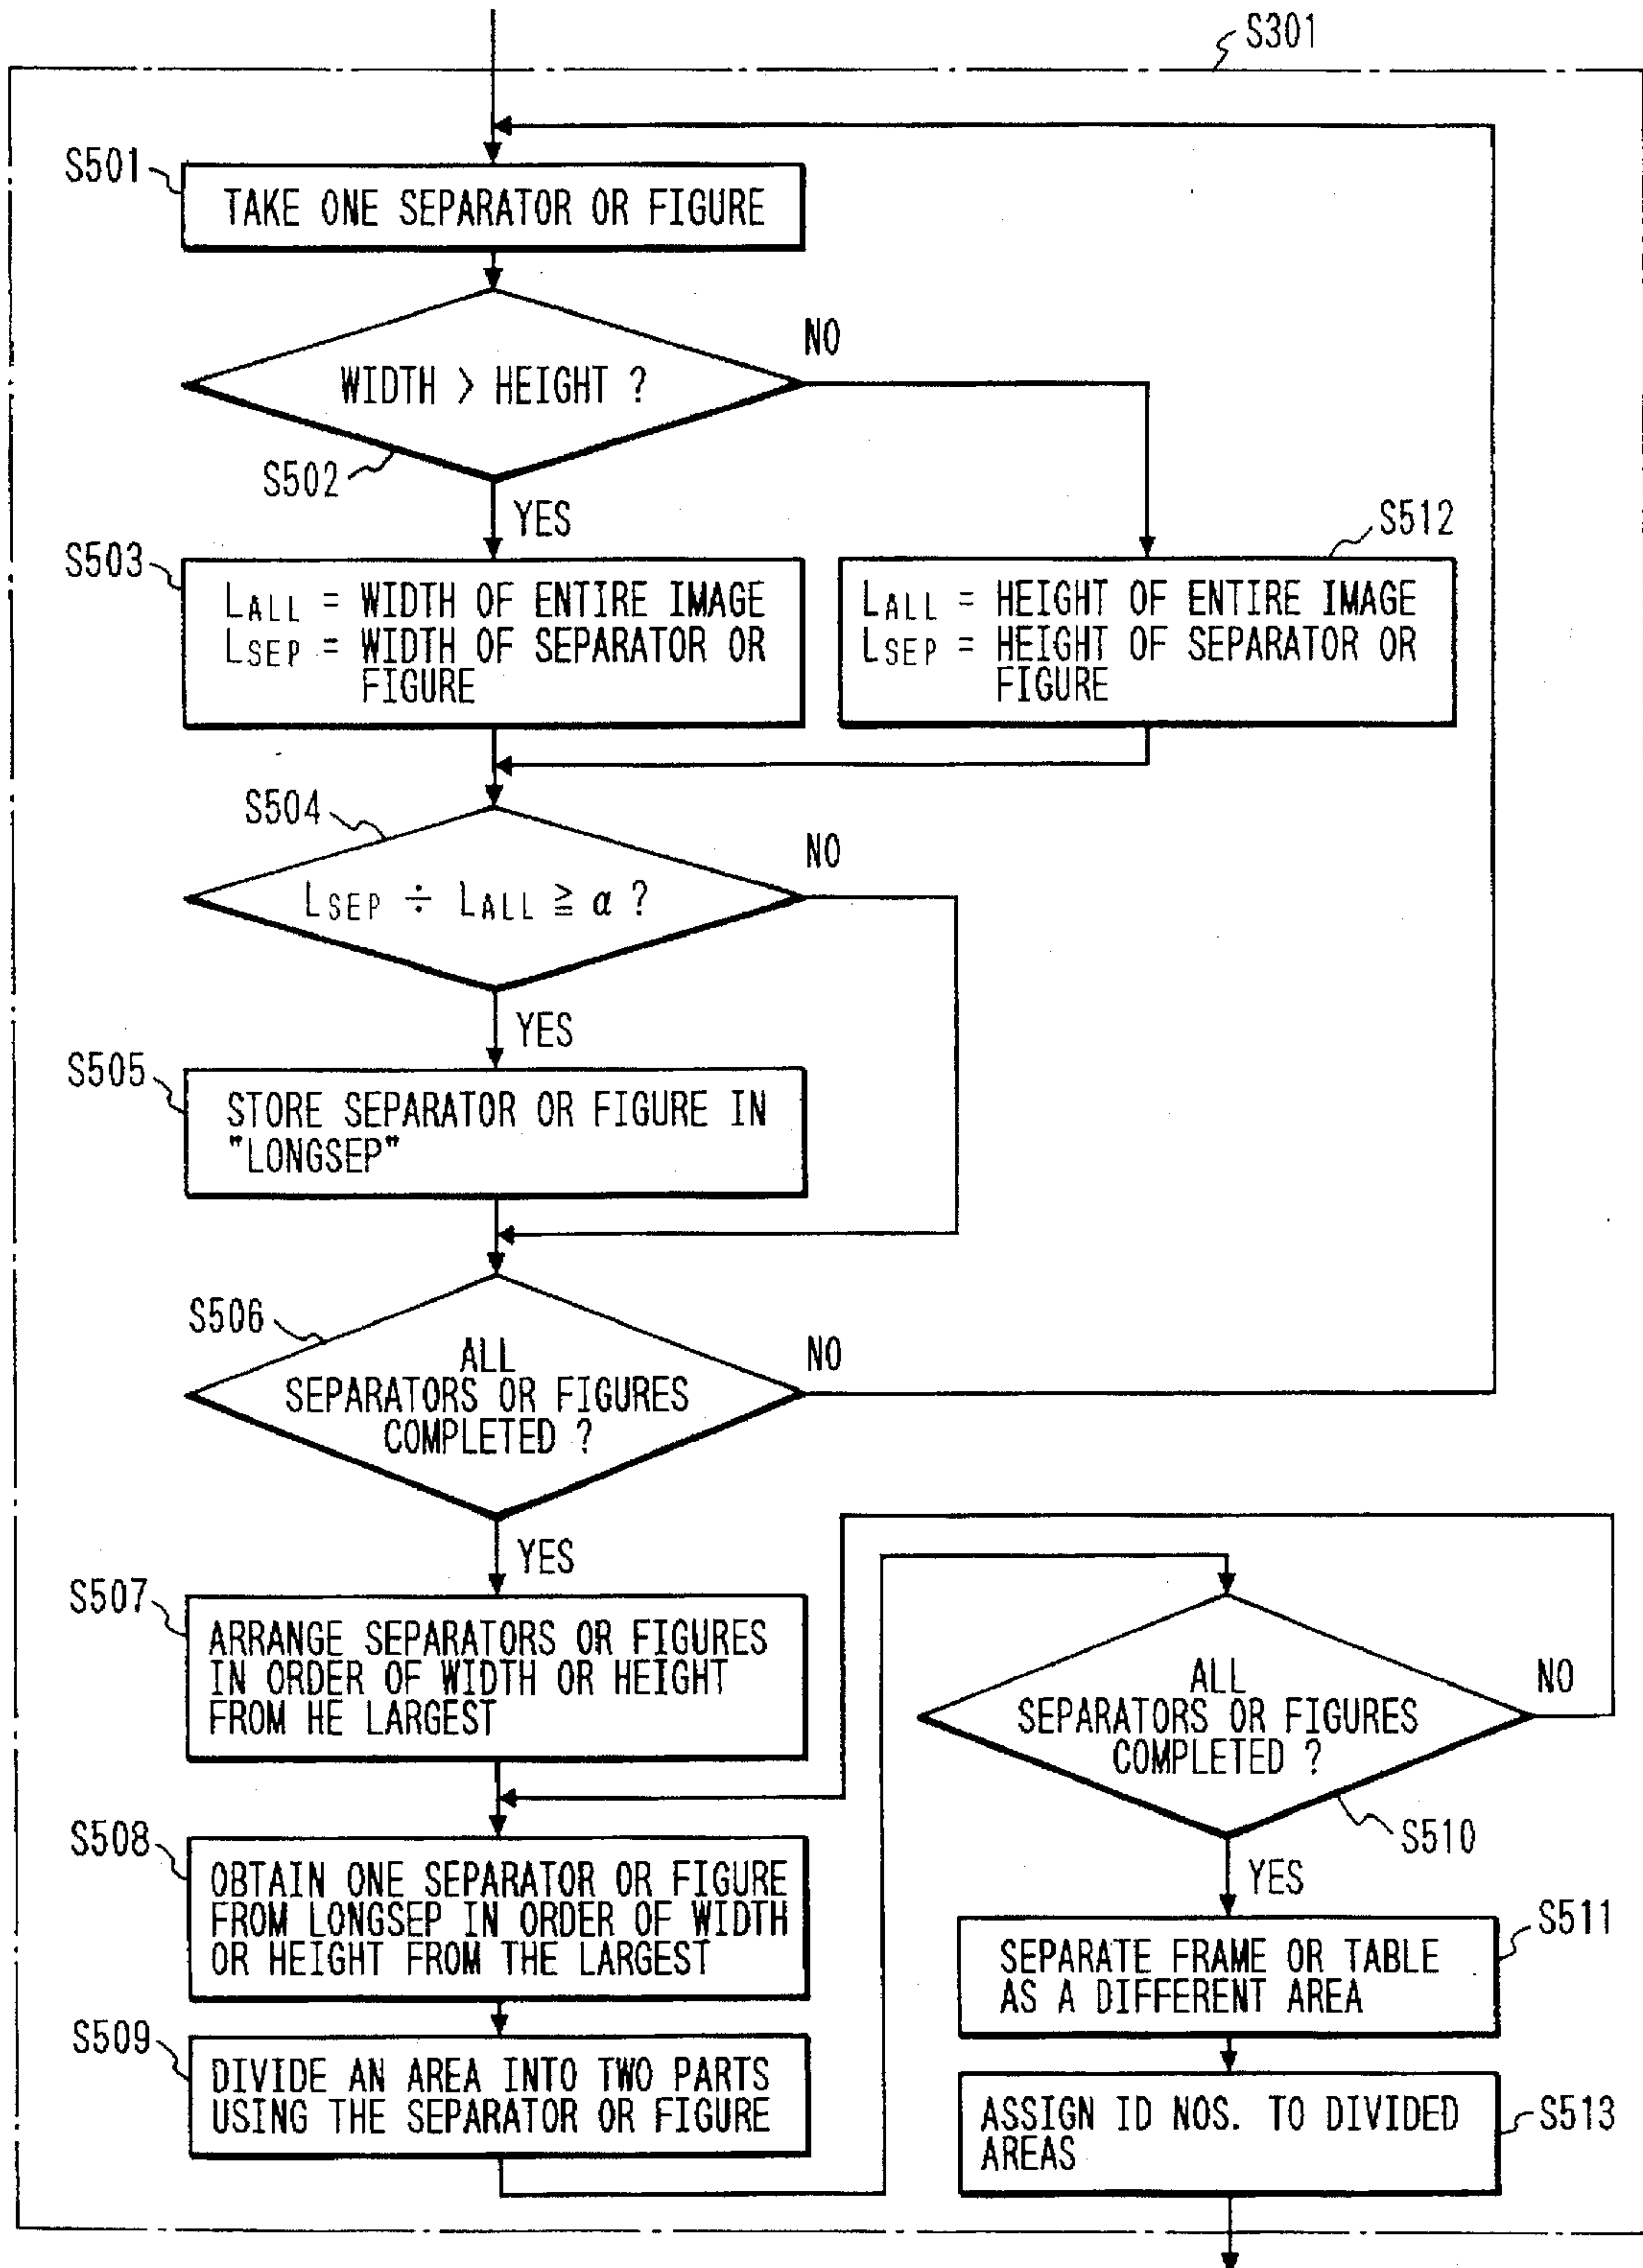 S301
S501
TAKE ONE SEPARATOR OR FIGURE
NO
WIDTH > HEIGHT ?
S502
YES
S503
LALL = WIDTH OF ENTIRE IMAGE
LSEP = WIDTH OF SEPARATOR OR
FIGURE
S512
LALL = HEIGHT OF ENTIRE IMAGE
LSEP = HEIGHT OF SEPARATOR OR
FIGURE
S504
NO
LSEP ÷ LALL ≧ α ?
YES
S505
STORE SEPARATOR OR FIGURE IN
"LONGSEP"
S506
NO
ALL
SEPARATORS OR FIGURES
COMPLETED ?
YES
S507
ARRANGE SEPARATORS OR FIGURES
IN ORDER OF WIDTH OR HEIGHT
FROM HE LARGEST
S508
OBTAIN ONE SEPARATOR OR FIGURE
FROM LONGSEP IN ORDER OF WIDTH
OR HEIGHT FROM THE LARGEST
S509
DIVIDE AN AREA INTO TWO PARTS
USING THE SEPARATOR OR FIGURE
ALL
SEPARATORS OR FIGURES
COMPLETED ?
NO
S510
YES
S511
SEPARATE FRAME OR TABLE
AS A DIFFERENT AREA
ASSIGN ID NOS. TO DIVIDED
AREAS
S513